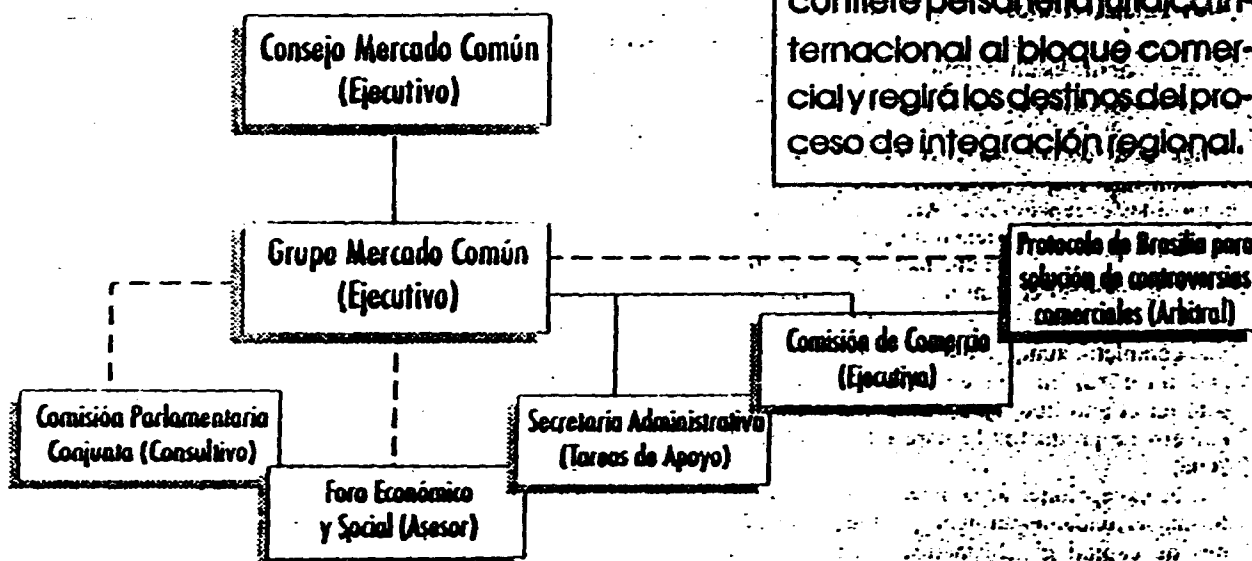 confiere personería jurídica in-
ternacional al bloque comer-
cial y regirá los destinos del pro-
ceso de integración regional.
Consejo Mercado Común
(Ejecutivo)
Grupo Mercado Común
(Ejecutivo)
Protocolo de Brasilia para
solución de controversias
comerciales (Arbitral)
Comisión de Comercio
(Ejecutiva)
Comisión Parlamentaria
Conjunta (Consultivo)
Secretaria Administrativa
(Tareas de Apoyo)
Foro Económico
y Social (Asesor)